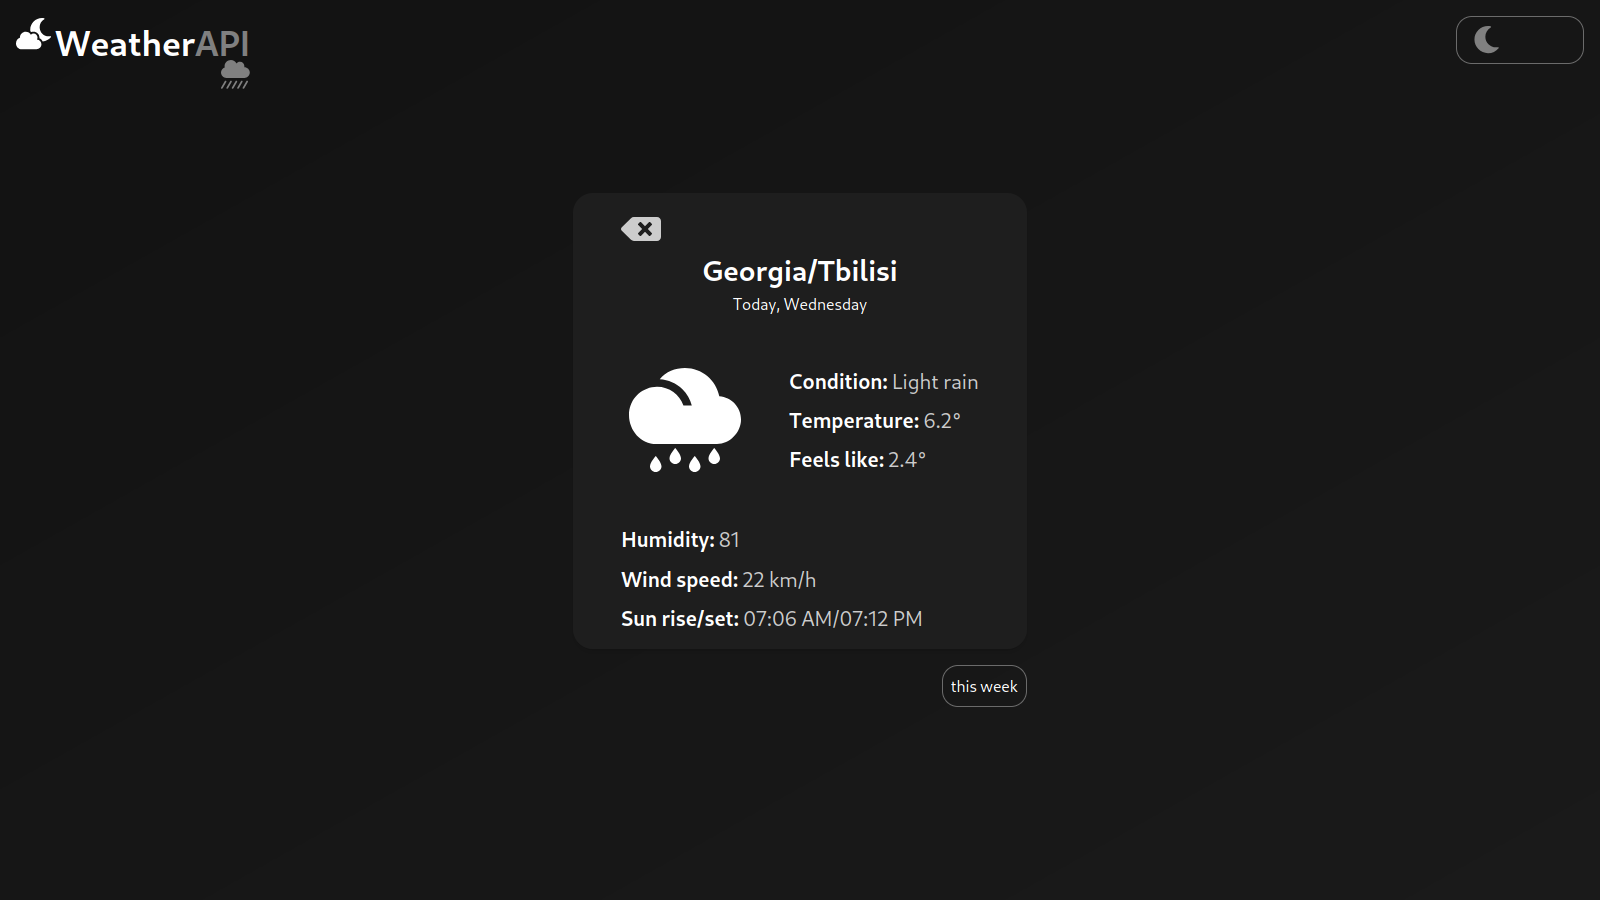 WeatherAPI
Georgia/Tbilisi
Today, Wednesday
Condition: Light rain
Temperature: 6.2°
Feels like: 2.4°
Humidity: 81
Wind speed: 22 km/h
Sun rise/set: 07:06 AM/07:12 PM
this week